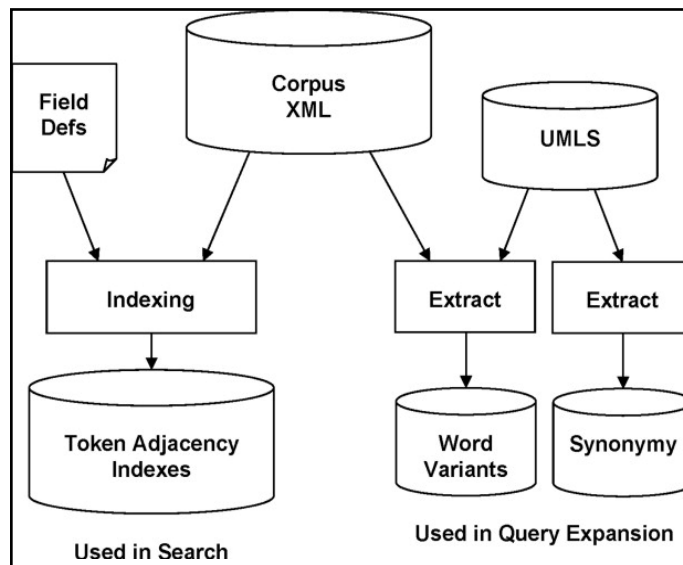 Corpus
XML
Field
Defs
UMLS
Indexing
Extract
Extract
Token Adjacency
Indexes
Word
Variants
Synonymy
Used in Search
Used in Query Expansion